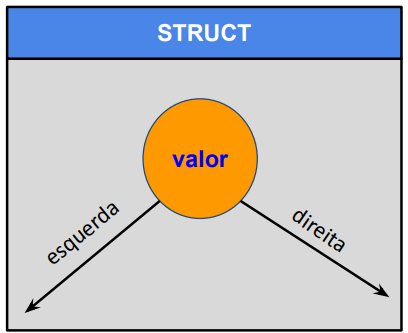 STRUCT
valor
esquerda
direita